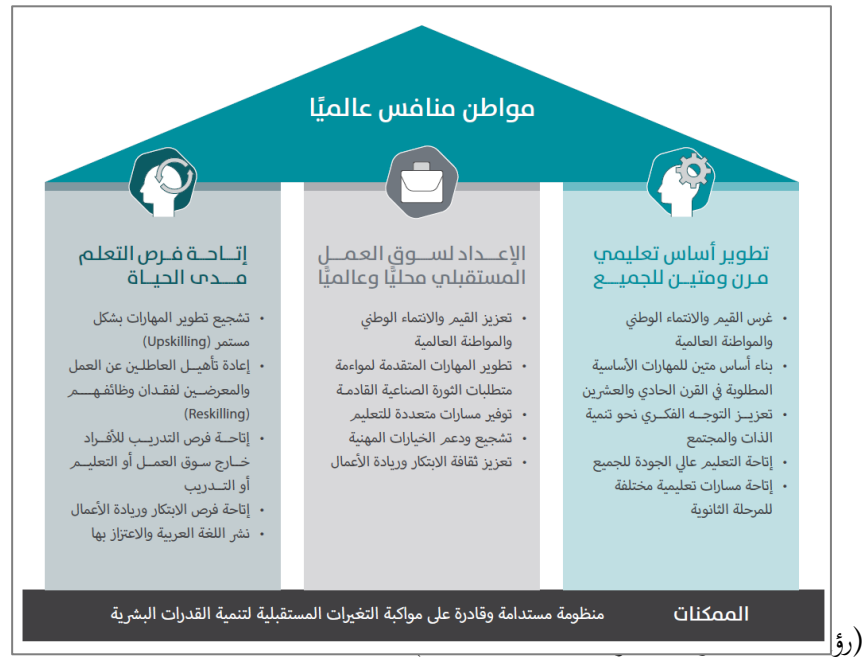 مواطن منافس عالميًا
تطوير أساس تعليمي
مرن ومتين للجميع
• غرس القيم والانتماء الوطني
والمواطنة العالمية
• بناء أساس متين للمهارات الأساسية
المطلوبة في القرن الحادي والعشرين
• تعزيز التوجه الفكري نحو تنمية
الذات والمجتمع
• إتاحة التعليم عالي الجودة للجميع
• إتاحة مسارات تعليمية مختلفة
للمرحلة الثانوية
الإعداد لسوق العمل
المستقبلي محليًا وعالميًا
• تعزيز القيم والانتماء الوطني
والمواطنة العالمية
• تطوير المهارات المتقدمة لمواءمة
متطلبات الثورة الصناعية القادمة
• توفير مسارات متعددة للتعليم
• تشجيع ودعم الخيارات المهنية
• تعزيز ثقافة الابتكار وريادة الأعمال
إتاحة فرص التعلم
مدى الحياة
• تشجيع تطوير المهارات بشكل
مستمر (Upskilling)
• إعادة تأهيل العاطلين عن العمل
والمعرضين لفقدان وظائفهم
(Reskilling)
• إتاحة فرص التدريب للأفراد
خارج سوق العمل أو التعليم
أو التدريب
• إتاحة فرص الابتكار وريادة الأعمال
• نشر اللغة العربية والاعتزاز بها
الممكنات منظومة مستدامة وقادرة على مواكبة التغيرات المستقبلية لتنمية القدرات البشرية
(رؤ